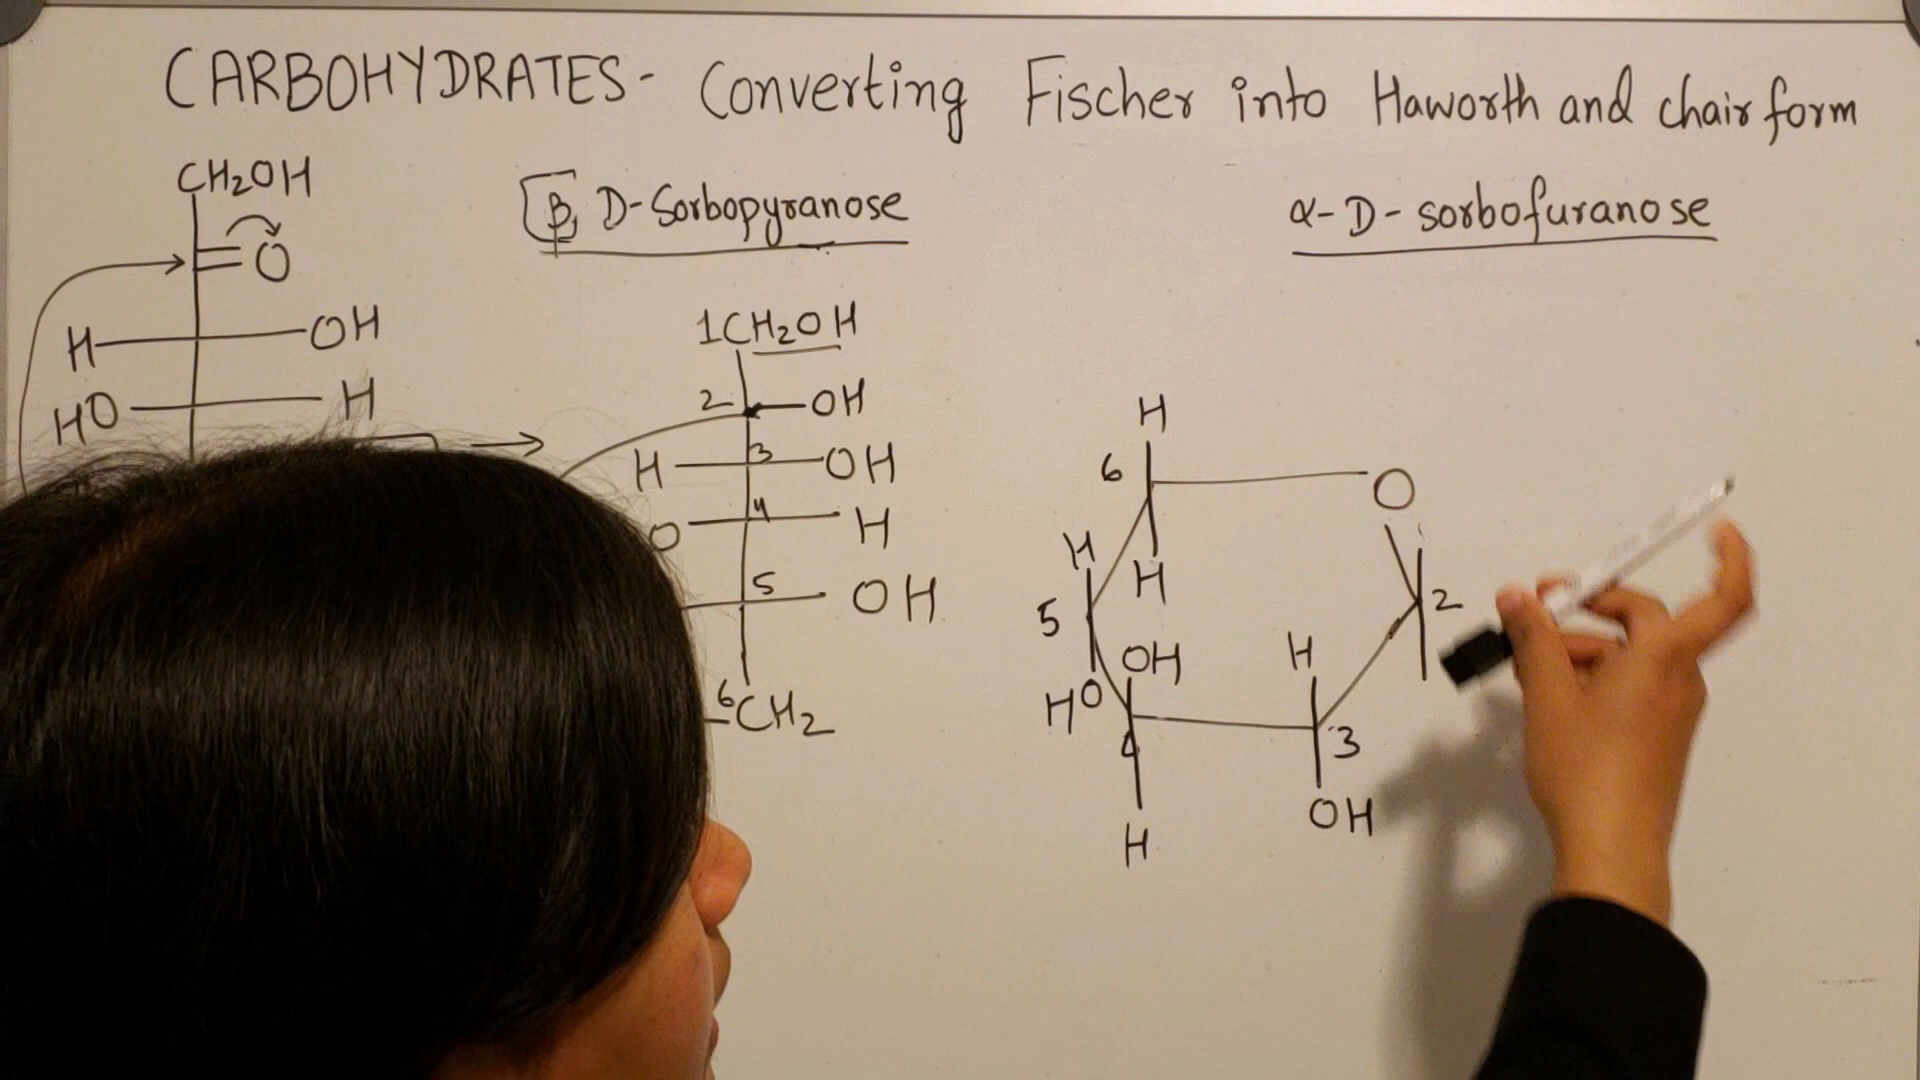 CARBOHYDRATES - Converting Fischer into Haworth and chair form
CH2OH
O
H OH
HO H
β D-Sorbopyranose
1CH2OH
2 OH
H 3 OH
O 4 H
5 OH
6CH2
α-D-sorbofuranose
H
6 O
H
H
5 2
OH H
HO
4 3
OH
H